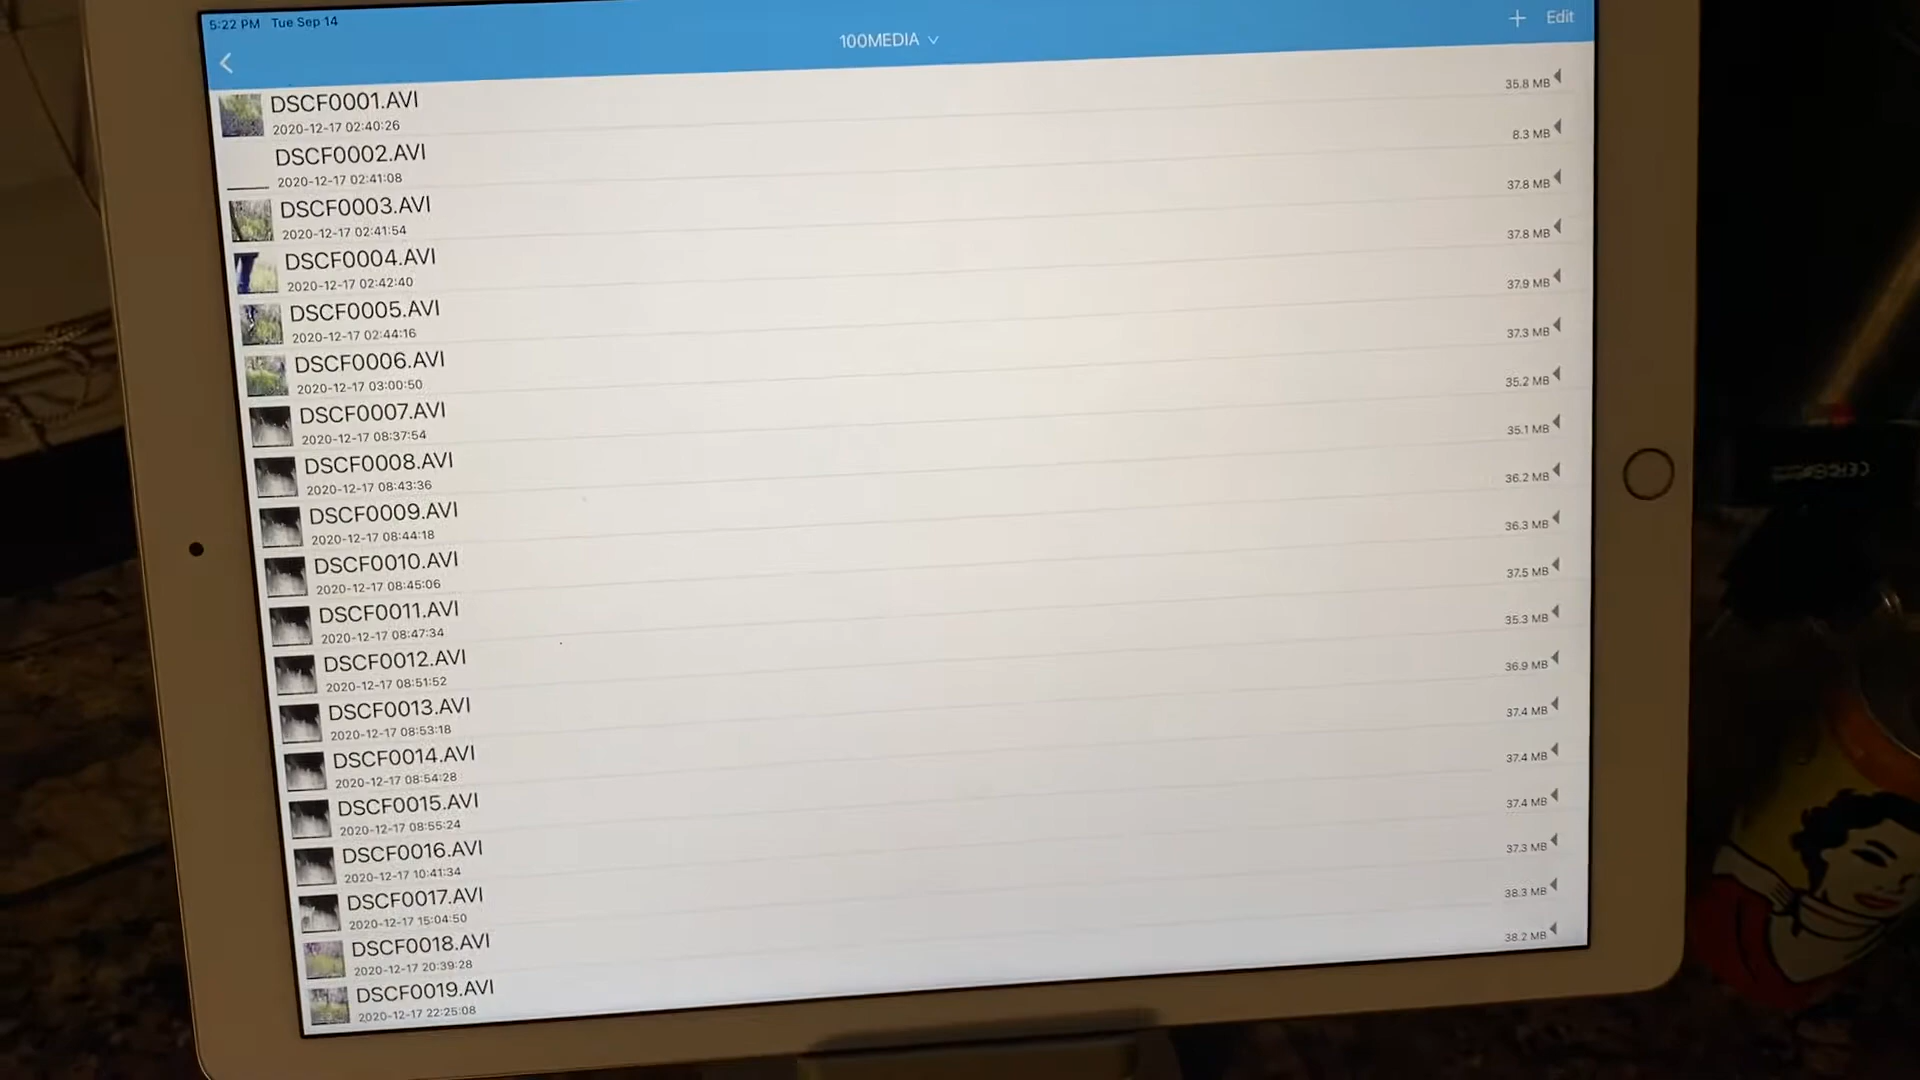 5:22 PM Tue Sep 14
100MEDIA
Edit
DSCF0001.AVI
2020-12-17 02:40:26
35.8 MB
DSCF0002.AVI
2020-12-17 02:41:08
8.3 MB
DSCF0003.AVI
2020-12-17 02:41:54
37.8 MB
DSCF0004.AVI
2020-12-17 02:42:40
37.8 MB
DSCF0005.AVI
2020-12-17 02:44:16
37.9 MB
DSCF0006.AVI
2020-12-17 03:00:50
37.3 MB
DSCF0007.AVI
2020-12-17 08:37:54
35.2 MB
DSCF0008.AVI
2020-12-17 08:43:36
35.1 MB
DSCF0009.AVI
2020-12-17 08:44:18
36.2 MB
DSCF0010.AVI
2020-12-17 08:45:06
36.3 MB
DSCF0011.AVI
2020-12-17 08:47:34
37.5 MB
DSCF0012.AVI
2020-12-17 08:51:52
35.3 MB
DSCF0013.AVI
2020-12-17 08:53:18
36.9 MB
DSCF0014.AVI
2020-12-17 08:54:28
37.4 MB
DSCF0015.AVI
2020-12-17 08:55:24
37.4 MB
DSCF0016.AVI
2020-12-17 10:41:34
37.4 MB
DSCF0017.AVI
2020-12-17 15:04:50
37.3 MB
DSCF0018.AVI
2020-12-17 20:39:28
38.3 MB
DSCF0019.AVI
2020-12-17 22:25:08
38.2 MB